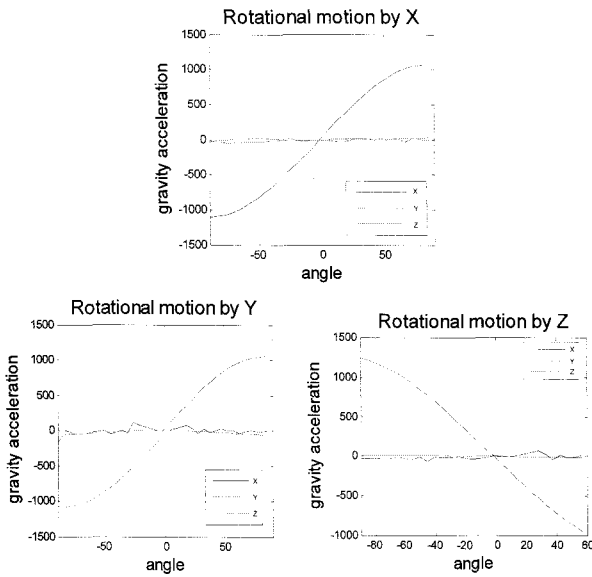 Rotational motion by X
1500
1000
500
0
-500
-1000
-1500
gravity acceleration
-50 0 50
angle
X
Y
Z
Rotational motion by Y
1500
1000
500
0
-500
-1000
-1500
gravity acceleration
-50 0 50
angle
X
Y
Z
Rotational motion by Z
1500
1000
500
0
-500
-1000
gravity acceleration
-80 -60 -40 -20 0 20 40 60
angle
X
Y
Z